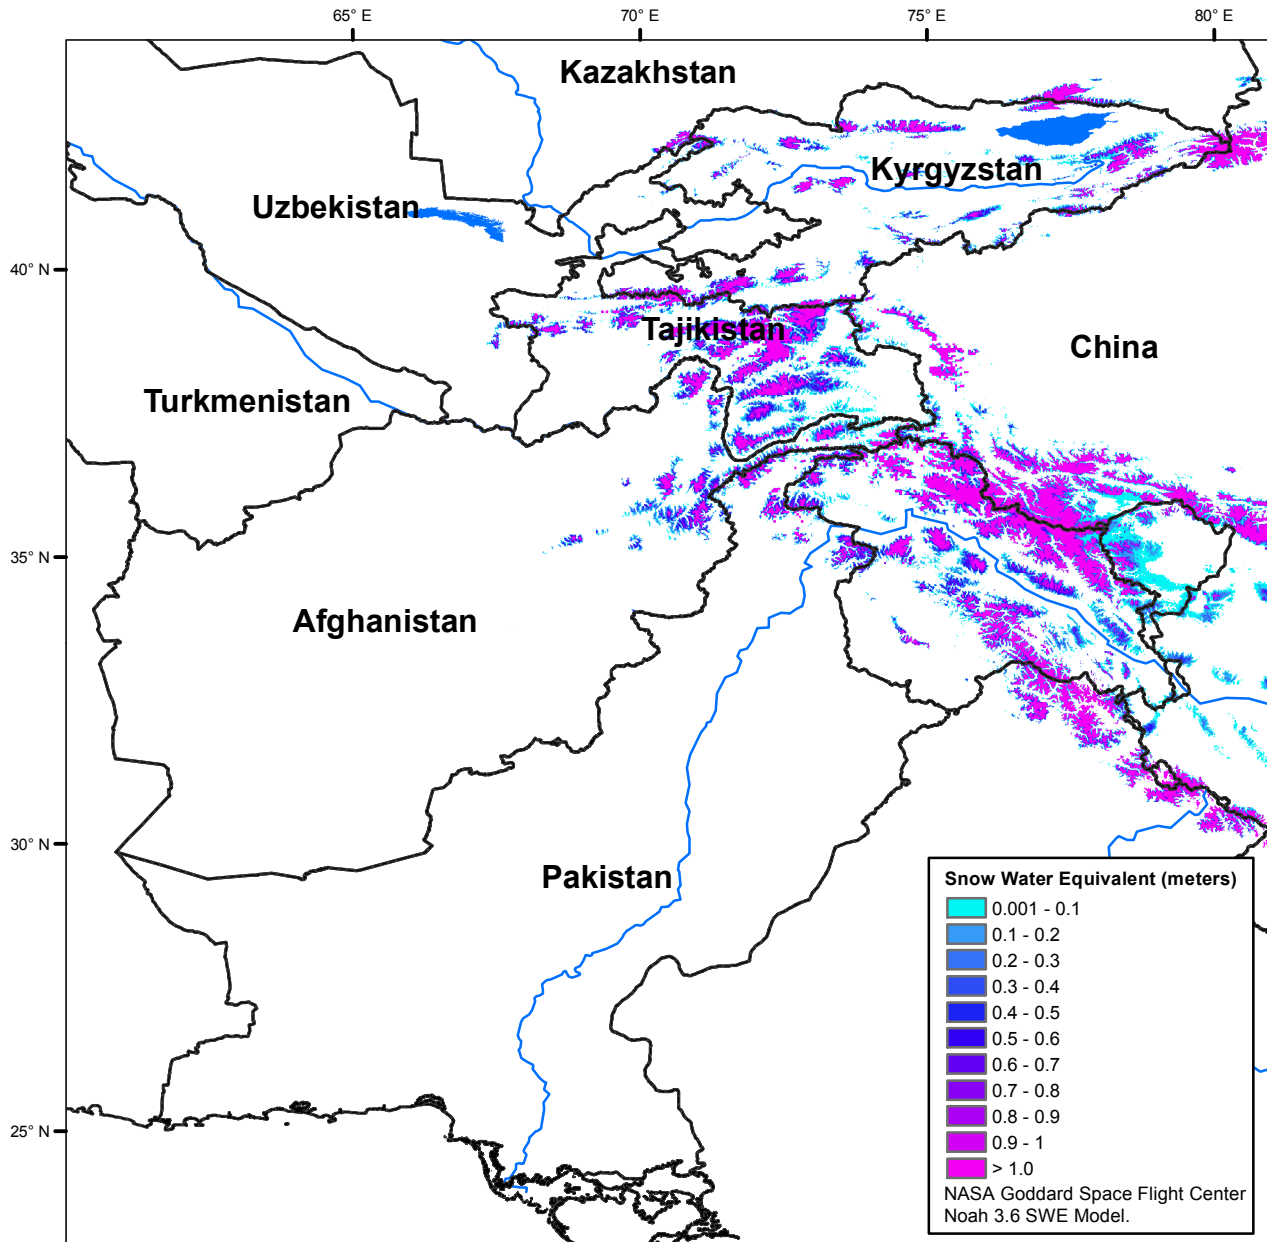 65° E
70° E
75° E
80° E
Kazakhstan
Kyrgyzstan
Uzbekistan
40° N
Tajikistan
China
Turkmenistan
35° N
Afghanistan
30° N
Pakistan
25° N
Snow Water Equivalent (meters)
0.001 - 0.1
0.1 - 0.2
0.2 - 0.3
0.3 - 0.4
0.4 - 0.5
0.5 - 0.6
0.6 - 0.7
0.7 - 0.8
0.8 - 0.9
0.9 - 1
> 1.0
NASA Goddard Space Flight Center
Noah 3.6 SWE Model.